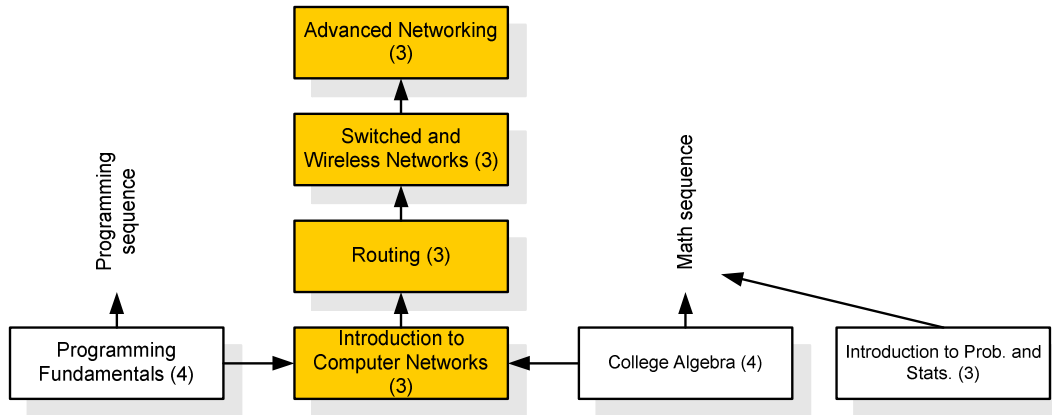 Advanced Networking
(3)
Switched and
Wireless Networks (3)
Programming
sequence
Math sequence
Routing (3)
Programming
Fundamentals (4)
Introduction to
Computer Networks
(3)
College Algebra (4)
Introduction to Prob. and
Stats. (3)